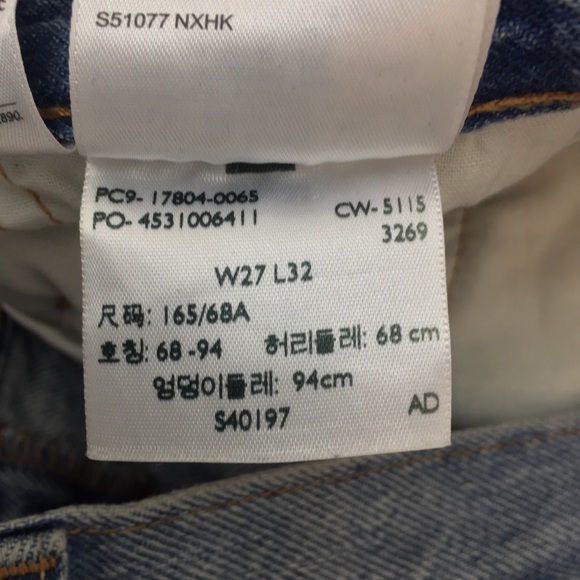 S51077 NXHK
890.
PC9- 17804-0065
PO- 4531006411
CW- 5115
3269
W27 L32
尺码: 165/68A
호칭: 68 -94 허리둘레: 68 cm
엉덩이둘레: 94cm
S40197
AD